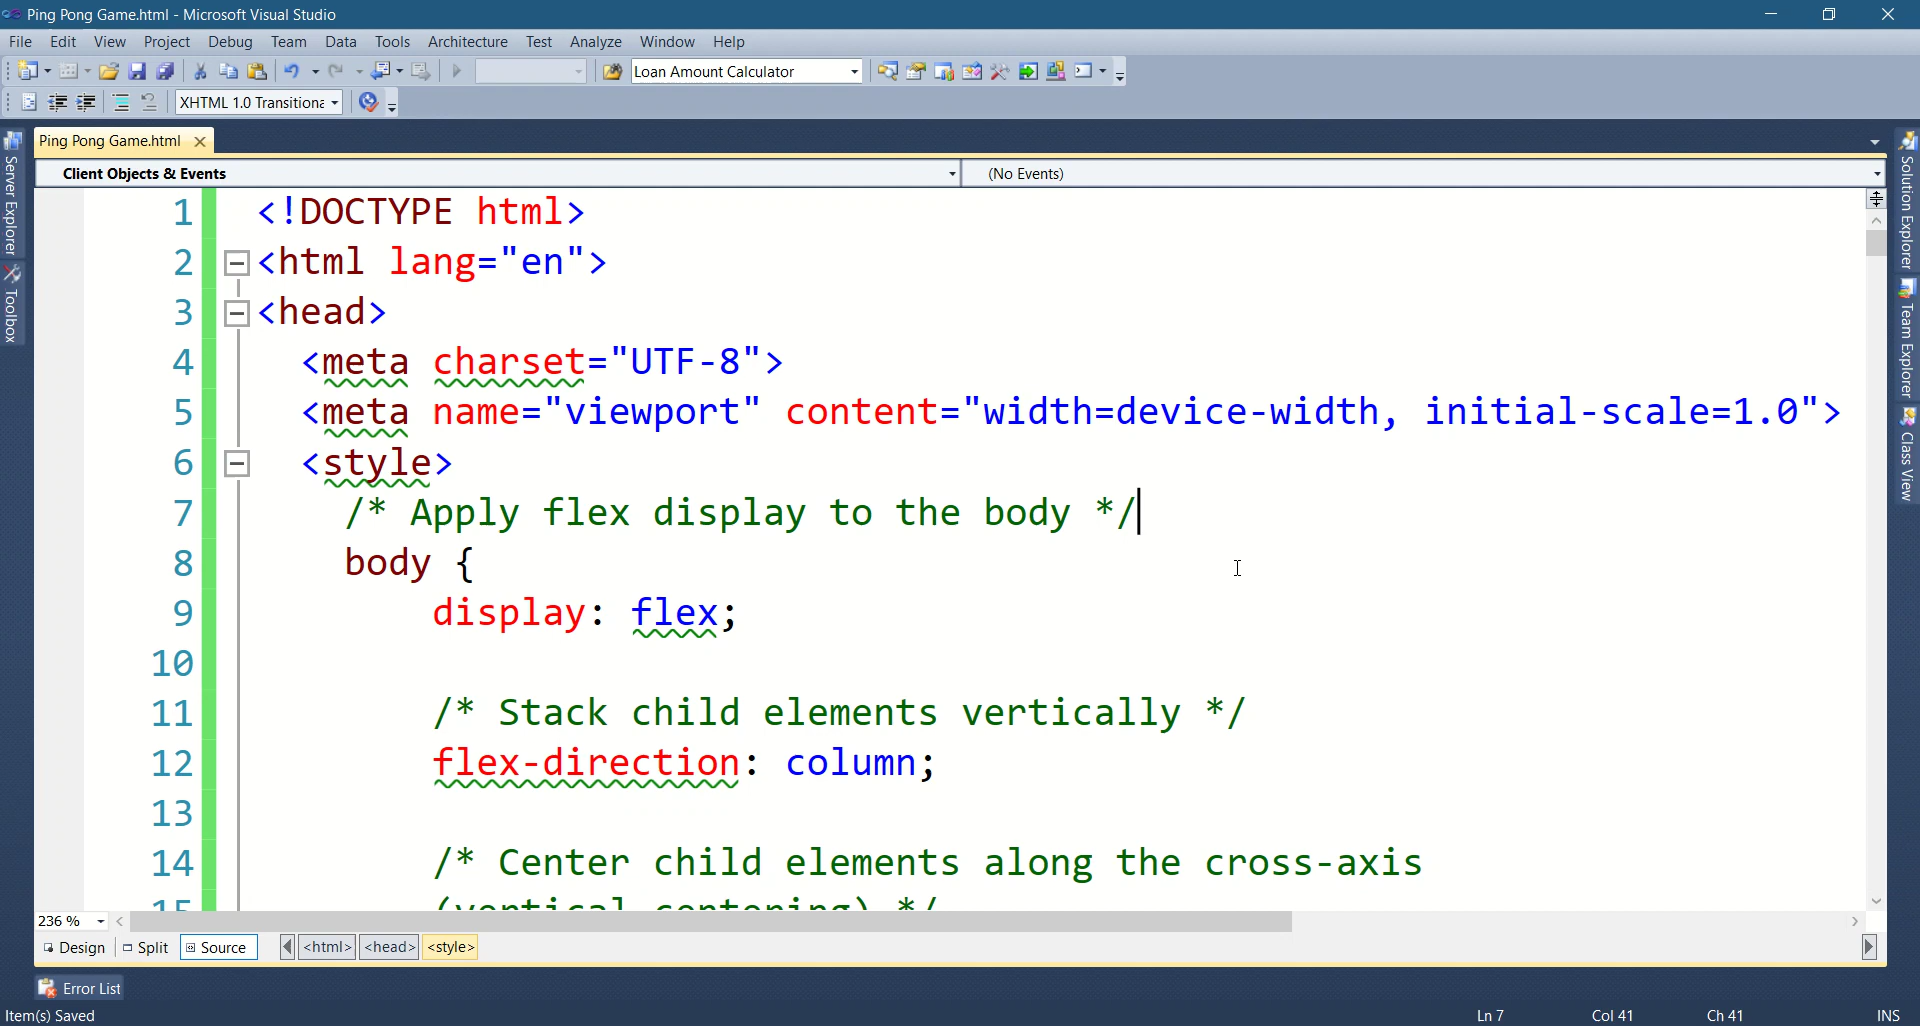 Ping Pong Game.html - Microsoft Visual Studio
File Edit View Project Debug Team Data Tools Architecture Test Analyze Window Help
Loan Amount Calculator
XHTML 1.0 Transitiona
Server Explorer
Toolbox
Ping Pong Game.html
Client Objects & Events
(No Events)
1 <!DOCTYPE html>
2 <html lang="en">
3 <head>
4 <meta charset="UTF-8">
5 <meta name="viewport" content="width=device-width, initial-scale=1.0">
6 <style>
7 /* Apply flex display to the body */
8 body {
9 display: flex;
10
11 /* Stack child elements vertically */
12 flex-direction: column;
13
14 /* Center child elements along the cross-axis
15 (vertical centering) */
Solution Explorer
Team Explorer
Class View
236 %
Design Split Source <html> <head> <style>
Error List
Item(s) Saved
Ln 7 Col 41 Ch 41 INS